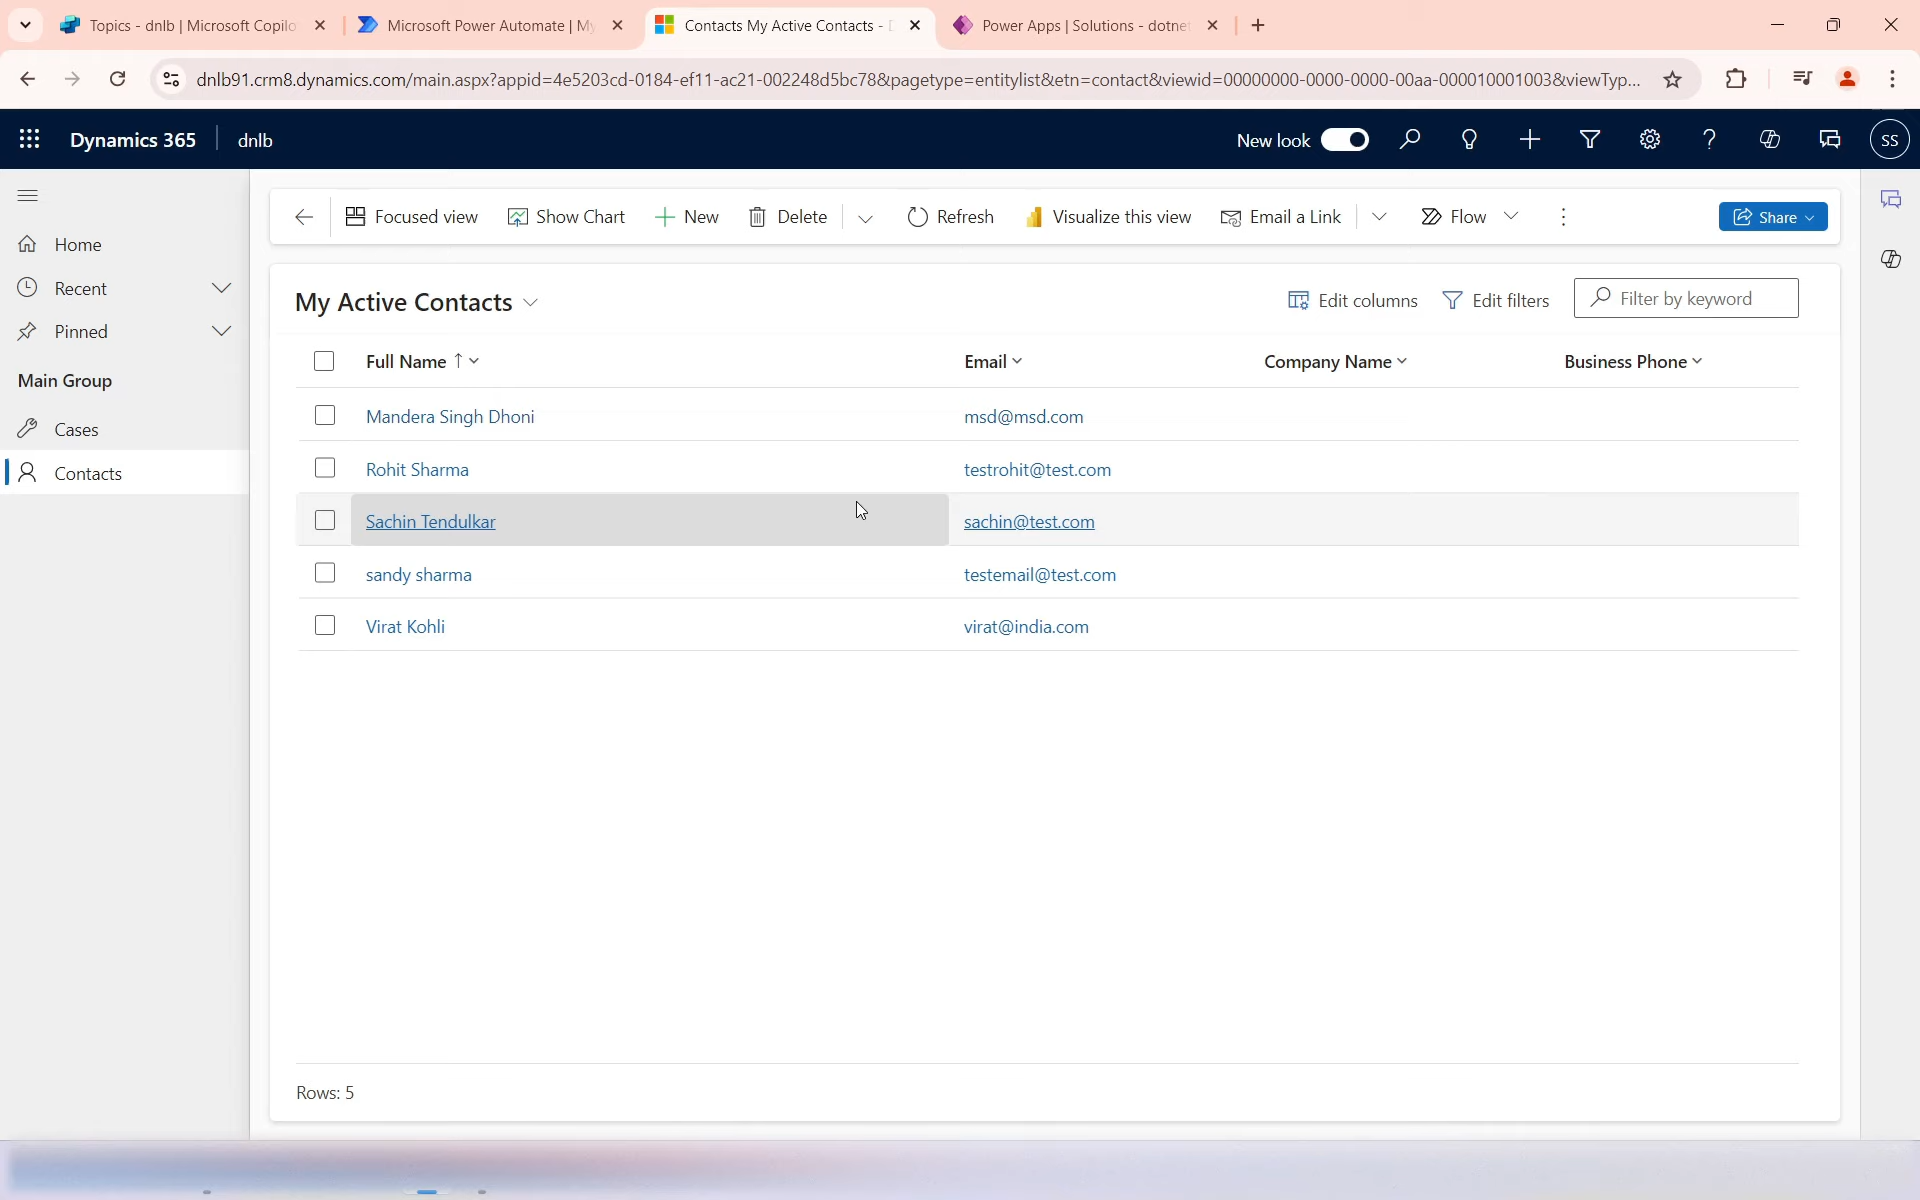 Topics - dnlb | Microsoft Copilo
Microsoft Power Automate | My
Contacts My Active Contacts - D
Power Apps | Solutions - dotnet
dnlb91.crm8.dynamics.com/main.aspx?appid=4e5203cd-0184-ef11-ac21-002248d5bc78&pagetype=entitylist&etn=contact&viewid=00000000-0000-0000-00aa-000010001003&viewTyp...
Dynamics 365
dnlb
New look
SS
Focused view
Show Chart
New
Delete
Refresh
Visualize this view
Email a Link
Flow
Share
Home
Recent
Pinned
Main Group
Cases
Contacts
My Active Contacts
Edit columns
Edit filters
Filter by keyword
Full Name
Email
Company Name
Business Phone
Mandera Singh Dhoni
msd@msd.com
Rohit Sharma
testrohit@test.com
Sachin Tendulkar
sachin@test.com
sandy sharma
testemail@test.com
Virat Kohli
virat@india.com
Rows: 5